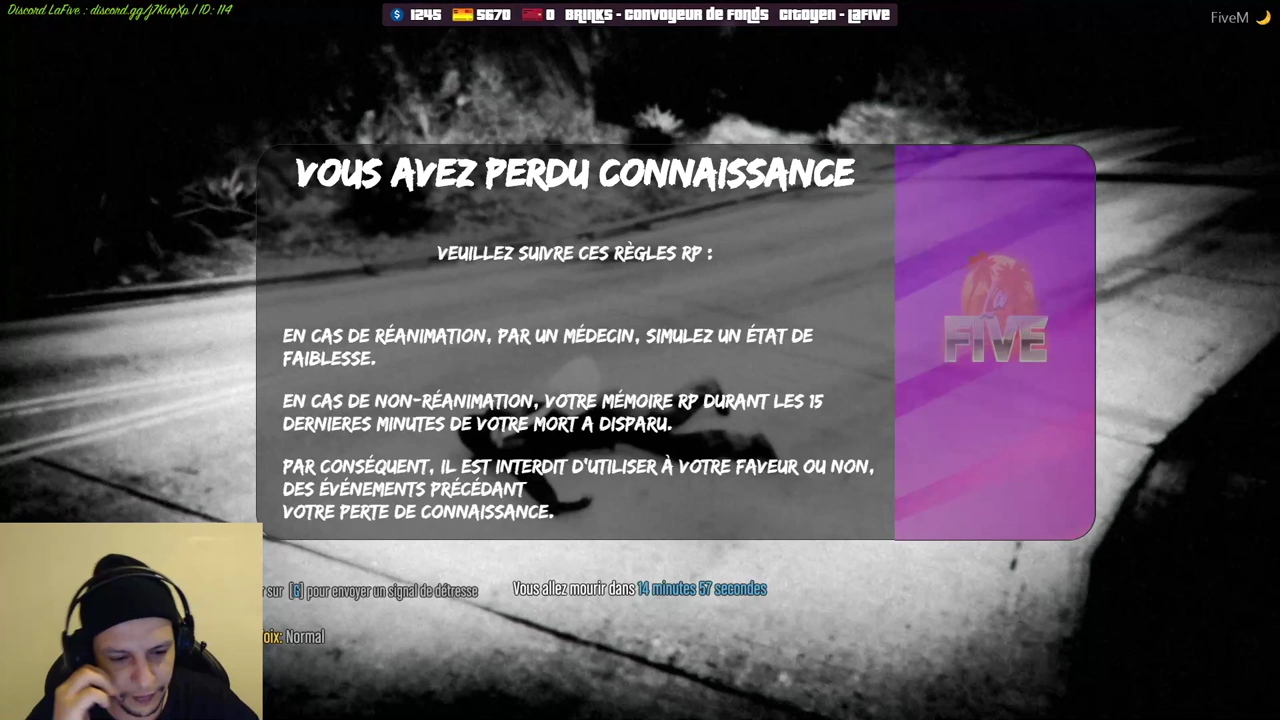 Discord LaFive : discord.gg/j7KuqXp / ID: 114
1245 5670 0 BRINKS - CONVOYEUR DE FONDS CITOYEN - LAFIVE
FiveM
VOUS AVEZ PERDU CONNAISSANCE
VEUILLEZ SUIVRE CES RÈGLES RP :
EN CAS DE RÉANIMATION, PAR UN MÉDECIN, SIMULEZ UN ÉTAT DE
FAIBLESSE.
EN CAS DE NON-RÉANIMATION, VOTRE MÉMOIRE RP DURANT LES 15
DERNIERES MINUTES DE VOTRE MORT A DISPARU.
PAR CONSÉQUENT, IL EST INTERDIT D'UTILISER À VOTRE FAVEUR OU NON,
DES ÉVÉNEMENTS PRÉCÉDANT
VOTRE PERTE DE CONNAISSANCE.
La
FIVE
sur [G] pour envoyer un signal de détresse
Vous allez mourir dans 14 minutes 57 secondes
oix: Normal